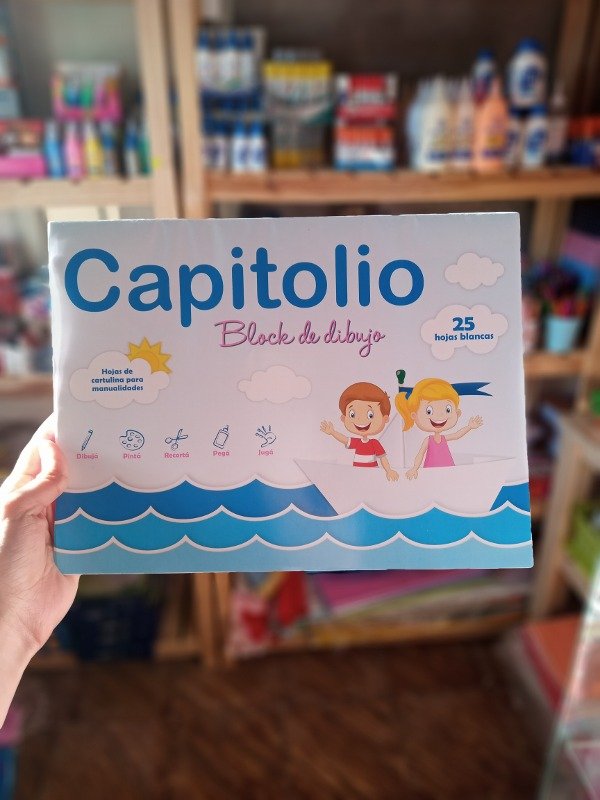 Capitolio
Block de dibujo
25
hojas blancas
Hojas de
cartulina para
manualidades
Dibujá
Pintá
Recortá
Pegá
Jugá